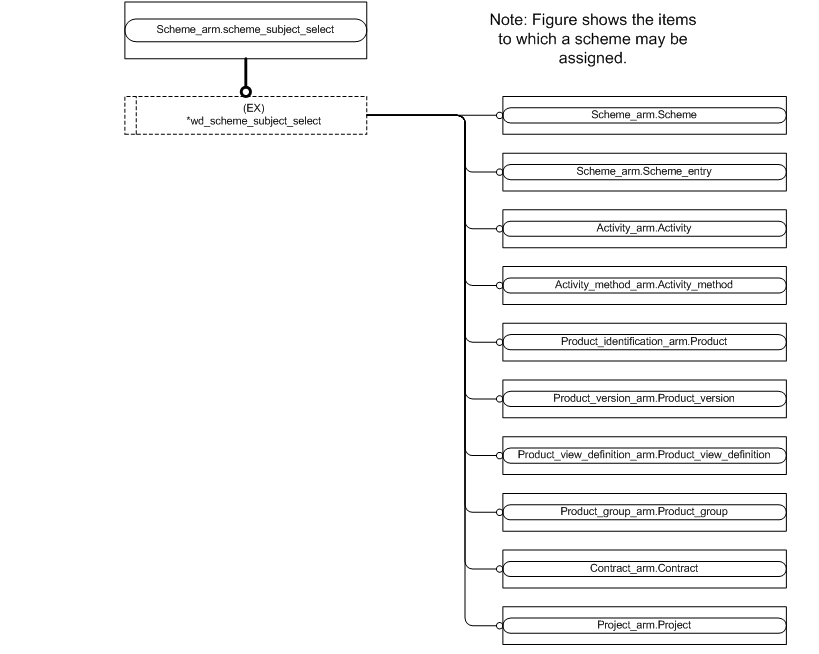 Scheme_arm.scheme_subject_select
Note: Figure shows the items
to which a scheme may be
assigned.
(EX)
*wd_scheme_subject_select
Scheme_arm.Scheme
Scheme_arm.Scheme_entry
Activity_arm.Activity
Activity_method_arm.Activity_method
Product_identification_arm.Product
Product_version_arm.Product_version
Product_view_definition_arm.Product_view_definition
Product_group_arm.Product_group
Contract_arm.Contract
Project_arm.Project